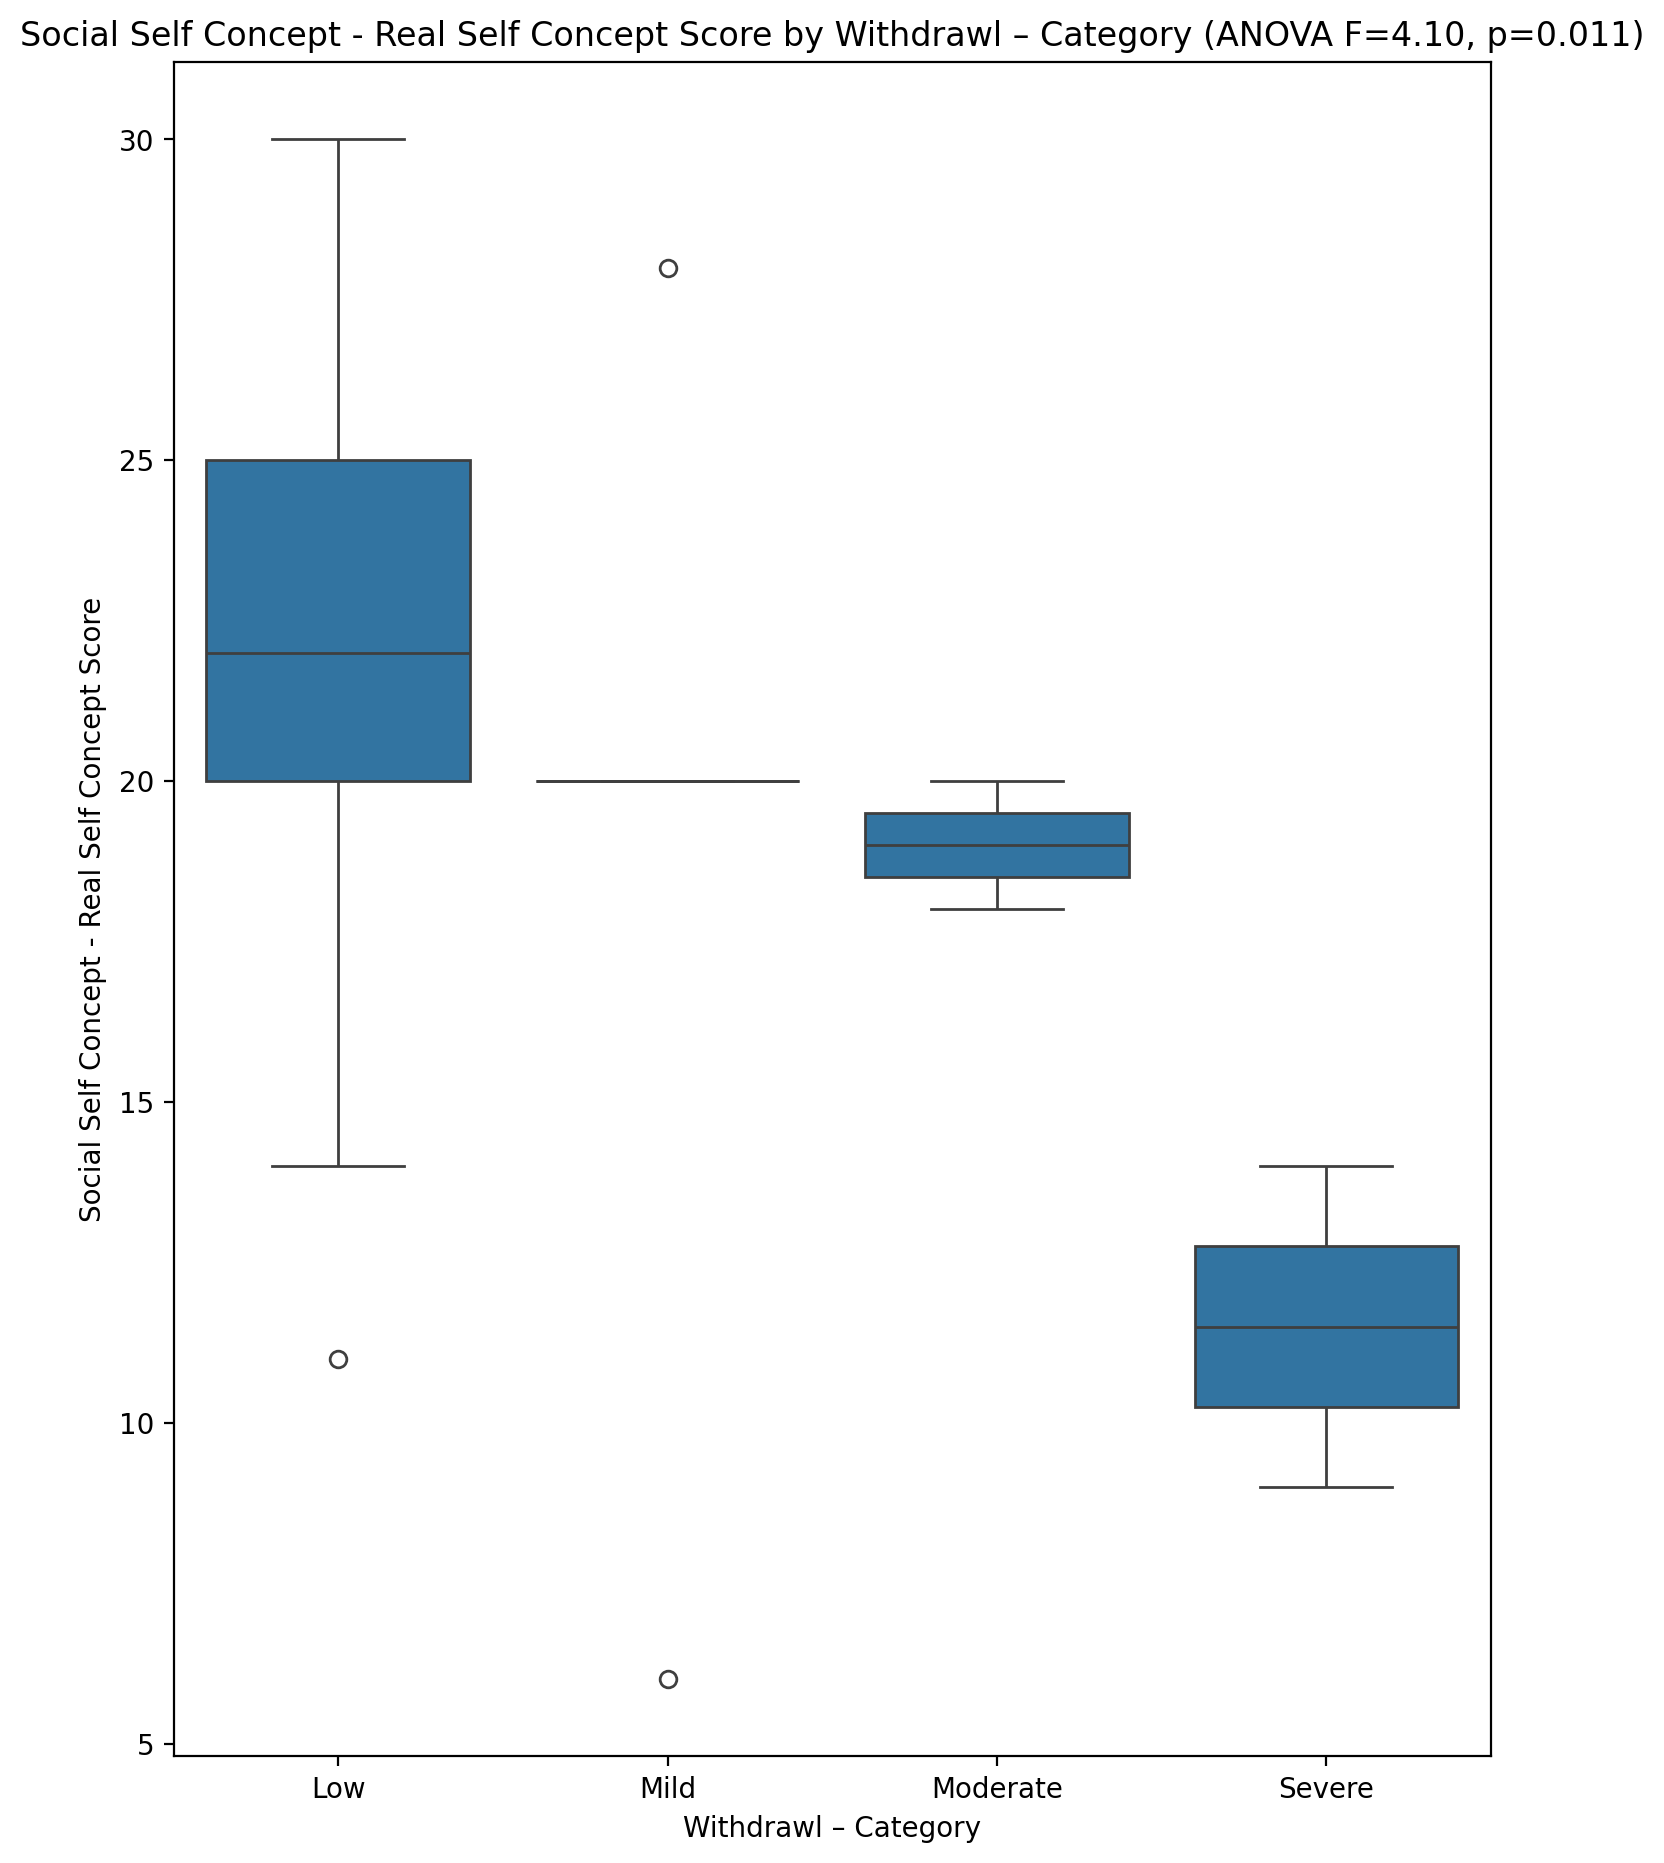 Social Self Concept - Real Self Concept Score by Withdrawl – Category (ANOVA F=4.10, p=0.011)
Social Self Concept - Real Self Concept Score
30
25
20
15
10
5
Low Mild Moderate Severe
Withdrawl – Category